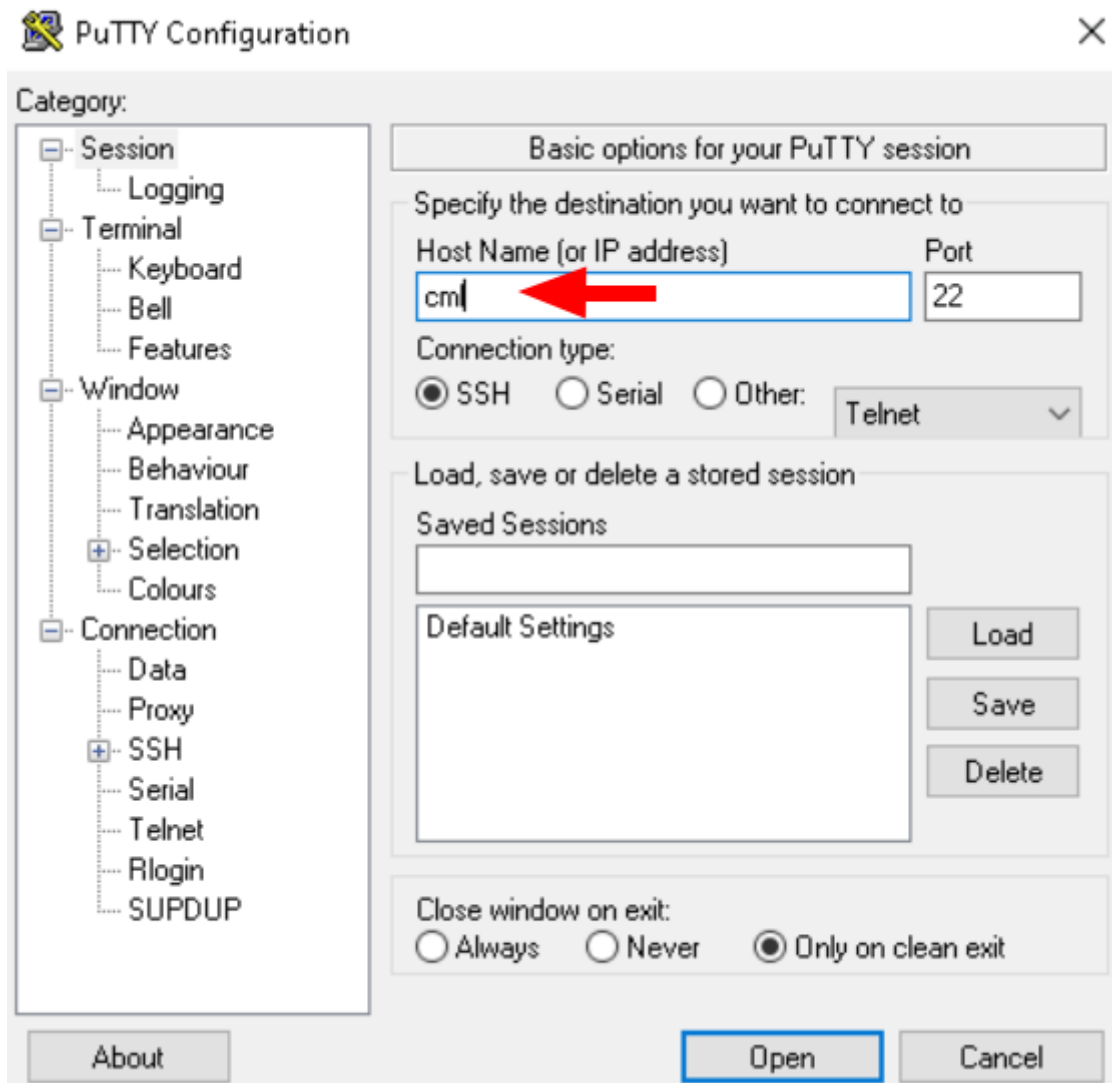 PuTTY Configuration
Category:
Session
Logging
Terminal
Keyboard
Bell
Features
Window
Appearance
Behaviour
Translation
Selection
Colours
Connection
Data
Proxy
SSH
Serial
Telnet
Rlogin
SUPDUP
Basic options for your PuTTY session
Specify the destination you want to connect to
Host Name (or IP address) Port
cml 22
Connection type:
SSH Serial Other: Telnet
Load, save or delete a stored session
Saved Sessions
Default Settings
Load
Save
Delete
Close window on exit:
Always Never Only on clean exit
About Open Cancel